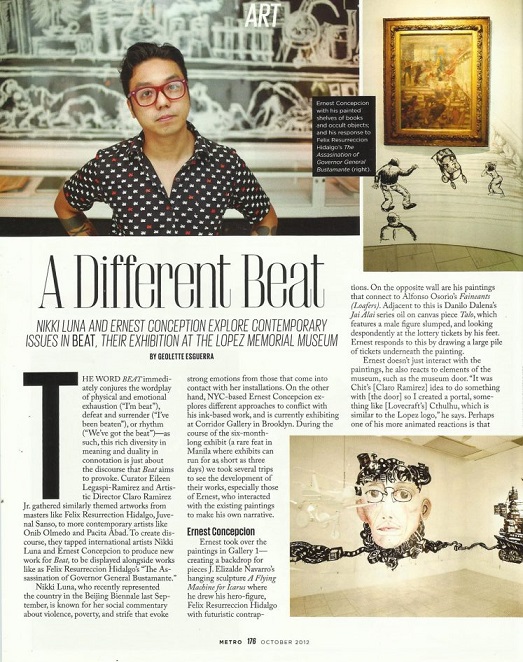 ART
Ernest Concepcion
with his painted
shelves of books
and occult objects;
and his response to
Felix Resurreccion
Hidalgo's The
Assasination of
Governor General
Bustamante (right).
A Different Beat
NIKKI LUNA AND ERNEST CONCEPTION EXPLORE CONTEMPORARY
ISSUES IN BEAT, THEIR EXHIBITION AT THE LOPEZ MEMORIAL MUSEUM
BY GEOLETTE ESGUERRA
THE WORD BEAT immedi-
ately conjures the wordplay
of physical and emotional
exhaustion ("I'm beat"),
defeat and surrender ("I've
been beaten"), or rhythm
("We've got the beat")—as
such, this rich diversity in
meaning and duality in
connotation is just about
the discourse that Beat aims
to provoke. Curator Eileen
Legaspi-Ramirez and Artis-
tic Director Claro Ramirez
Jr. gathered similarly themed artworks from
masters like Felix Resurreccion Hidalgo, Juve-
nal Sanso, to more contemporary artists like
Onib Olmedo and Pacita Abad. To create dis-
course, they tapped international artists Nikki
Luna and Ernest Concepcion to produce new
work for Beat, to be displayed alongside works
like as Felix Resurreccion Hidalgo's "The As-
sassination of Governor General Bustamante."
Nikki Luna, who recently represented
the country in the Beijing Biennale last Sep-
tember, is known for her social commentary
about violence, poverty, and strife that evoke
strong emotions from those that come into
contact with her installations. On the other
hand, NYC-based Ernest Concepcion ex-
plores different approaches to conflict with
his ink-based work, and is currently exhibiting
at Corridor Gallery in Brooklyn. During the
course of the six-month-
long exhibit (a rare feat in
Manila where exhibits can
run for as short as three
days) we took several trips
to see the development of
their works, especially those
of Ernest, who interacted
with the existing paintings
to make his own narrative.
Ernest Concepcion
Ernest took over the
paintings in Gallery 1—
creating a backdrop for
pieces J. Elizalde Navarro's
hanging sculpture A Flying
Machine for Icarus where
he drew his hero-figure,
Felix Resurreccion Hidalgo
with futuristic contrap-
tions. On the opposite wall are his paintings
that connect to Alfonso Osorio's Faineants
(Loafers). Adjacent to this is Danilo Dalena's
Jai Alai series oil on canvas piece Talo, which
features a male figure slumped, and looking
despondently at the lottery tickets by his feet.
Ernest responds to this by drawing a large pile
of tickets underneath the painting.
Ernest doesn't just interact with the
paintings, he also reacts to elements of the
museum, such as the museum door. "It was
Chit's [Claro Ramirez] idea to do something
with [the door] so I created a portal, some-
thing like [Lovecraft's] Cthulhu, which is
similar to the Lopez logo," he says. Perhaps
one of his more animated reactions is that
METRO 178 OCTOBER 2012